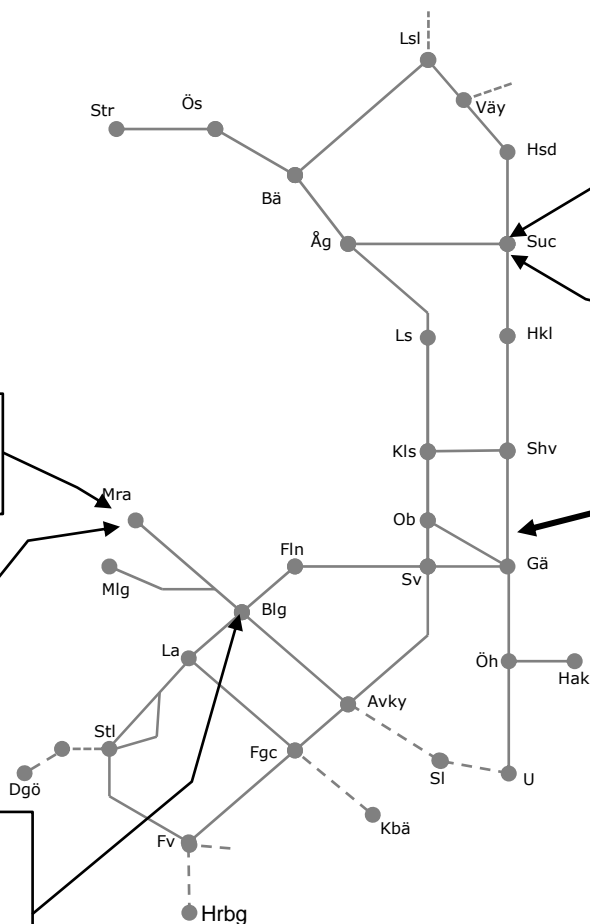 Lsl
Väy
Str
Ös
Hsd
Bä
Åg
Suc
Ls
Hkl
Kls
Shv
Mra
Ob
Fln
Gä
Mlg
Sv
Blg
La
Öh
Hak
Avky
Stl
Fgc
Sl
U
Dgö
Kbä
Fv
Hrbg